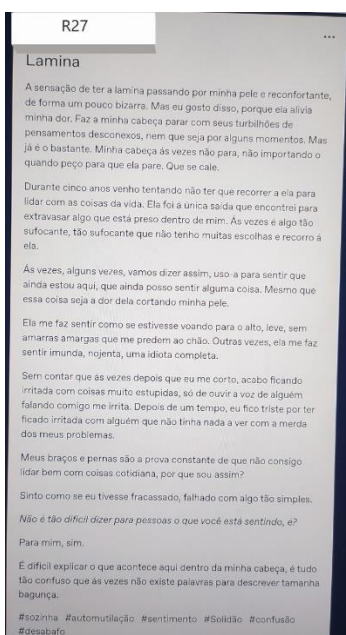 R27
...
Lamina
A sensação de ter a lamina passando por minha pele e reconfortante,
de forma um pouco bizarra. Mas eu gosto disso, porque ela alivia
minha dor. Faz a minha cabeça parar com seus turbilhões de
pensamentos desconexos, nem que seja por alguns momentos. Mas
já é o bastante. Minha cabeça ás vezes não para, não importando o
quando peço para que ela pare. Que se cale.
Durante cinco anos venho tentando não ter que recorrer a ela para
lidar com as coisas da vida. Ela foi a única saída que encontrei para
extravasar algo que está preso dentro de mim. Ás vezes é algo tão
sufocante, tão sufocante que não tenho muitas escolhas e recorro á
ela.
Ás vezes, alguns vezes, vamos dizer assim, uso-a para sentir que
ainda estou aqui, que ainda posso sentir alguma coisa. Mesmo que
essa coisa seja a dor dela cortando minha pele.
Ela me faz sentir como se estivesse voando para o alto, leve, sem
amarras amargas que me predem ao chão. Outras vezes, ela me faz
sentir imunda, nojenta, uma idiota completa.
Sem contar que ás vezes depois que eu me corto, acabo ficando
irritada com coisas muito estupidas, só de ouvir a voz de alguém
falando comigo me irrita. Depois de um tempo, eu fico triste por ter
ficado irritada com alguém que não tinha nada a ver com a merda
dos meus problemas.
Meus braços e pernas são a prova constante de que não consigo
lidar bem com coisas cotidiana, por que sou assim?
Sinto como se eu tivesse fracassado, falhado com algo tão simples.
Não é tão difícil dizer para pessoas o que você está sentindo, é?
Para mim, sim.
É difícil explicar o que acontece aqui dentro da minha cabeça, é tudo
tão confuso que ás vezes não existe palavras para descrever tamanha
bagunça.
#sozinha #automutilação #sentimento #Solidão #confusão
#desabafo